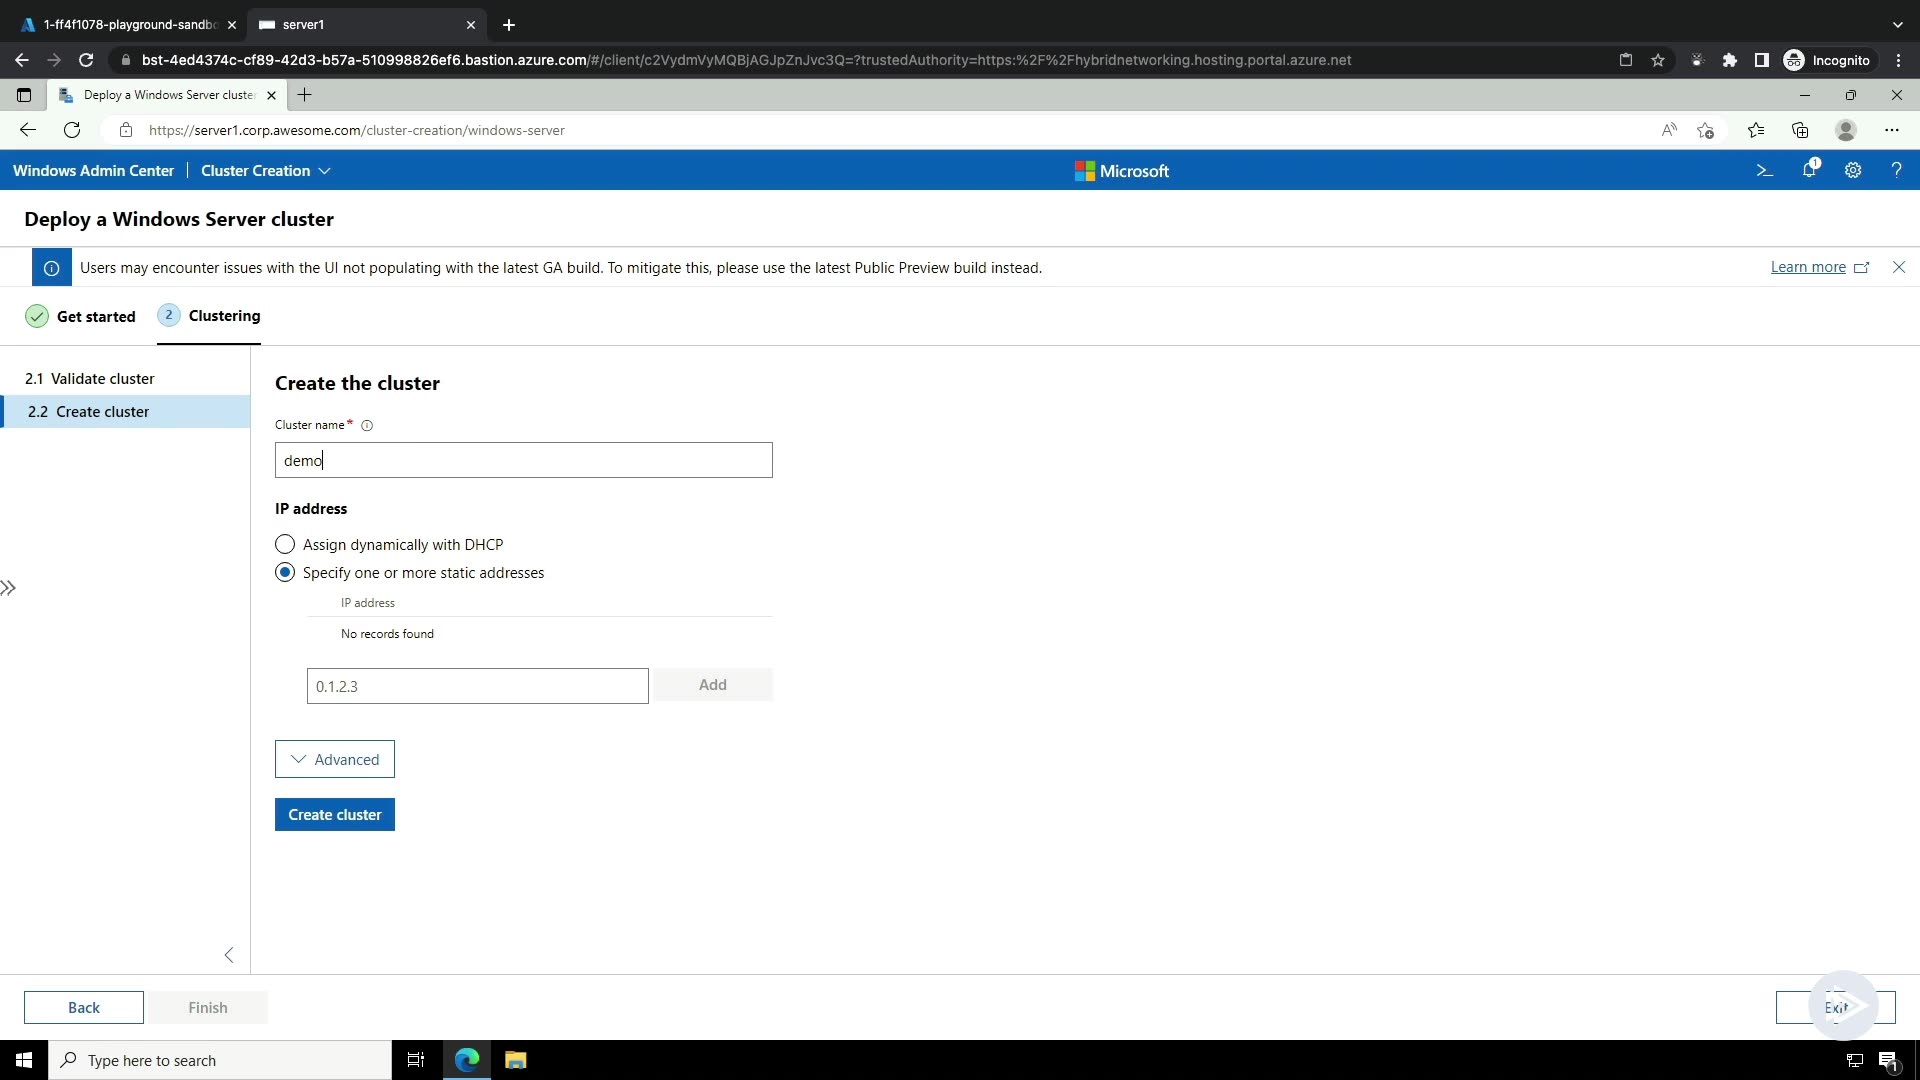 1-ff4f1078-playground-sandbo
server1
bst-4ed4374c-cf89-42d3-b57a-510998826ef6.bastion.azure.com/#/client/c2VydmVyMQBjAGJpZnJvc3Q=?trustedAuthority=https:%2F%2Fhybridnetworking.hosting.portal.azure.net
Incognito
Deploy a Windows Server cluster
https://server1.corp.awesome.com/cluster-creation/windows-server
Windows Admin Center
Cluster Creation
Microsoft
1
?
Deploy a Windows Server cluster
Users may encounter issues with the UI not populating with the latest GA build. To mitigate this, please use the latest Public Preview build instead.
Learn more
Get started
2 Clustering
2.1 Validate cluster
2.2 Create cluster
Create the cluster
Cluster name*
demo
IP address
Assign dynamically with DHCP
Specify one or more static addresses
IP address
No records found
0.1.2.3
Add
Advanced
Create cluster
Back
Finish
Exit
Type here to search
1